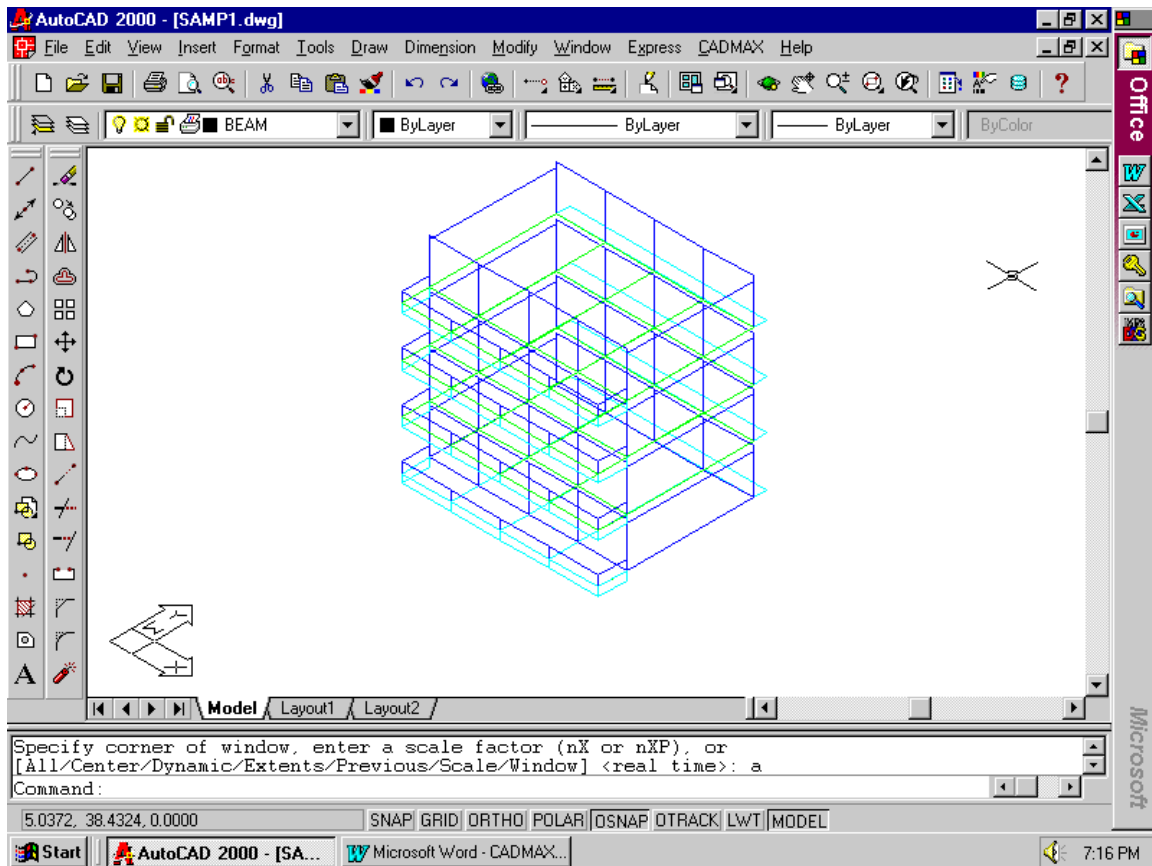 AutoCAD 2000 - [SAMP1.dwg]
File Edit View Insert Format Tools Draw Dimension Modify Window Express CADMAX Help
Office
BEAM ByLayer ByLayer ByLayer ByColor
A
Model Layout1 Layout2
Specify corner of window, enter a scale factor (nX or nXP), or
[All/Center/Dynamic/Extents/Previous/Scale/Window] <real time>: a
Command:
Microsoft
5.0372, 38.4324, 0.0000 SNAP GRID ORTHO POLAR OSNAP OTRACK LWT MODEL
Start AutoCAD 2000 - [SA... Microsoft Word - CADMAX... 7:16 PM